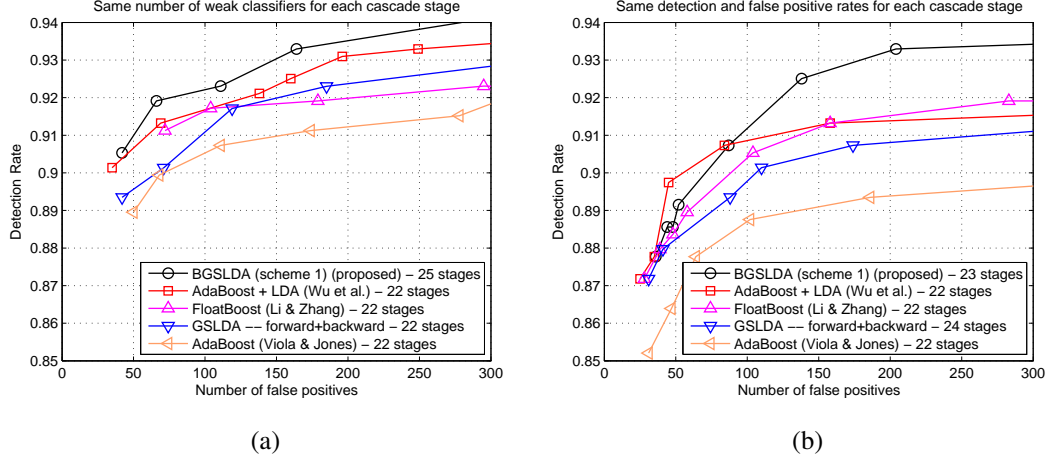 Same number of weak classifiers for each cascade stage
0.94
0.93
0.92
0.91
0.9
0.89
0.88
0.87
0.86
0.85
Detection Rate
BGSLDA (scheme 1) (proposed) − 25 stages
AdaBoost + LDA (Wu et al.) − 22 stages
FloatBoost (Li & Zhang) − 22 stages
GSLDA −− forward+backward − 22 stages
AdaBoost (Viola & Jones) − 22 stages
0 50 100 150 200 250 300
Number of false positives
(a)
Same detection and false positive rates for each cascade stage
0.94
0.93
0.92
0.91
0.9
0.89
0.88
0.87
0.86
0.85
Detection Rate
BGSLDA (scheme 1) (proposed) − 23 stages
AdaBoost + LDA (Wu et al.) − 22 stages
FloatBoost (Li & Zhang) − 22 stages
GSLDA −− forward+backward − 24 stages
AdaBoost (Viola & Jones) − 22 stages
0 50 100 150 200 250 300
Number of false positives
(b)